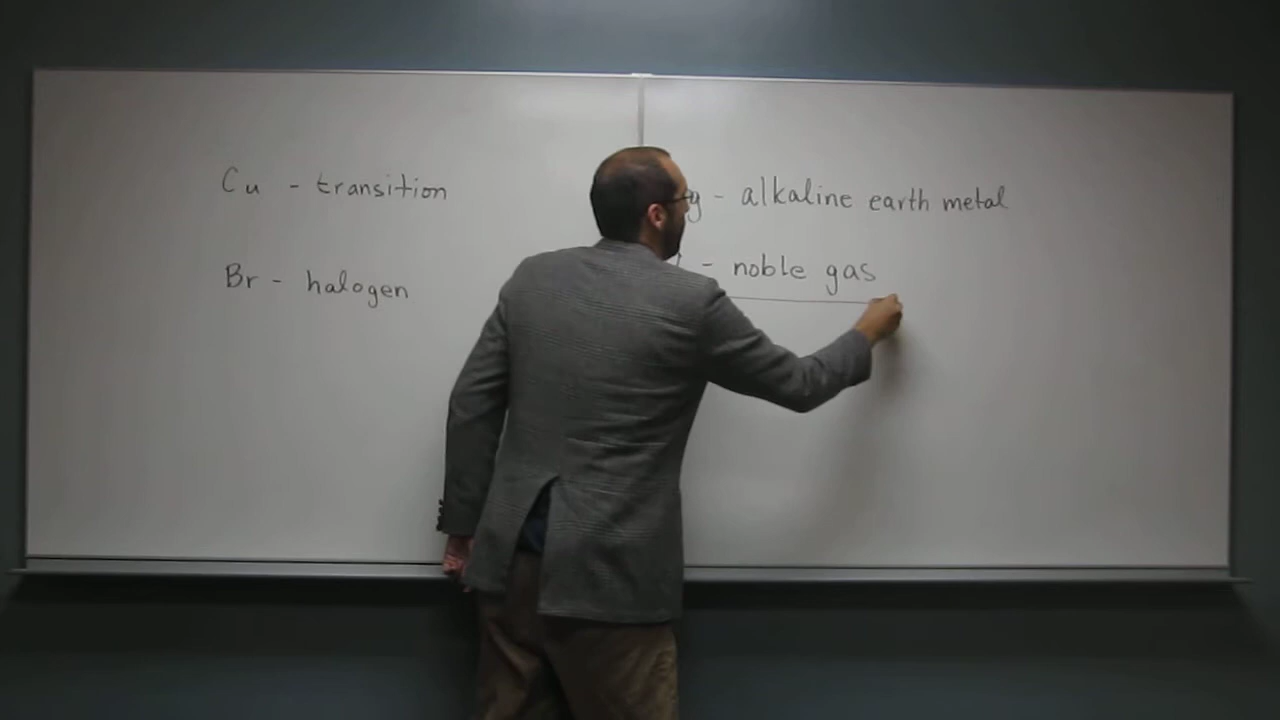 Cu - transition
Br - halogen
- alkaline earth metal
- noble gas